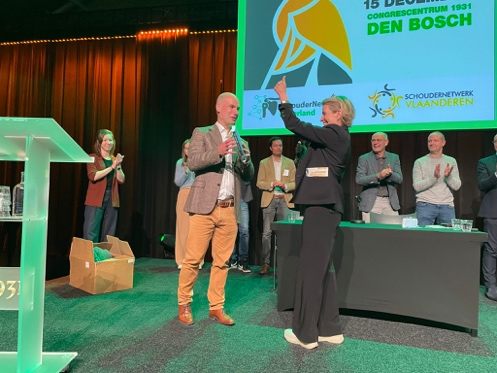 15 DECEM
CONGRESCENTRUM 1931
DEN BOSCH
SCHOUDERNETWERK
VLAANDEREN